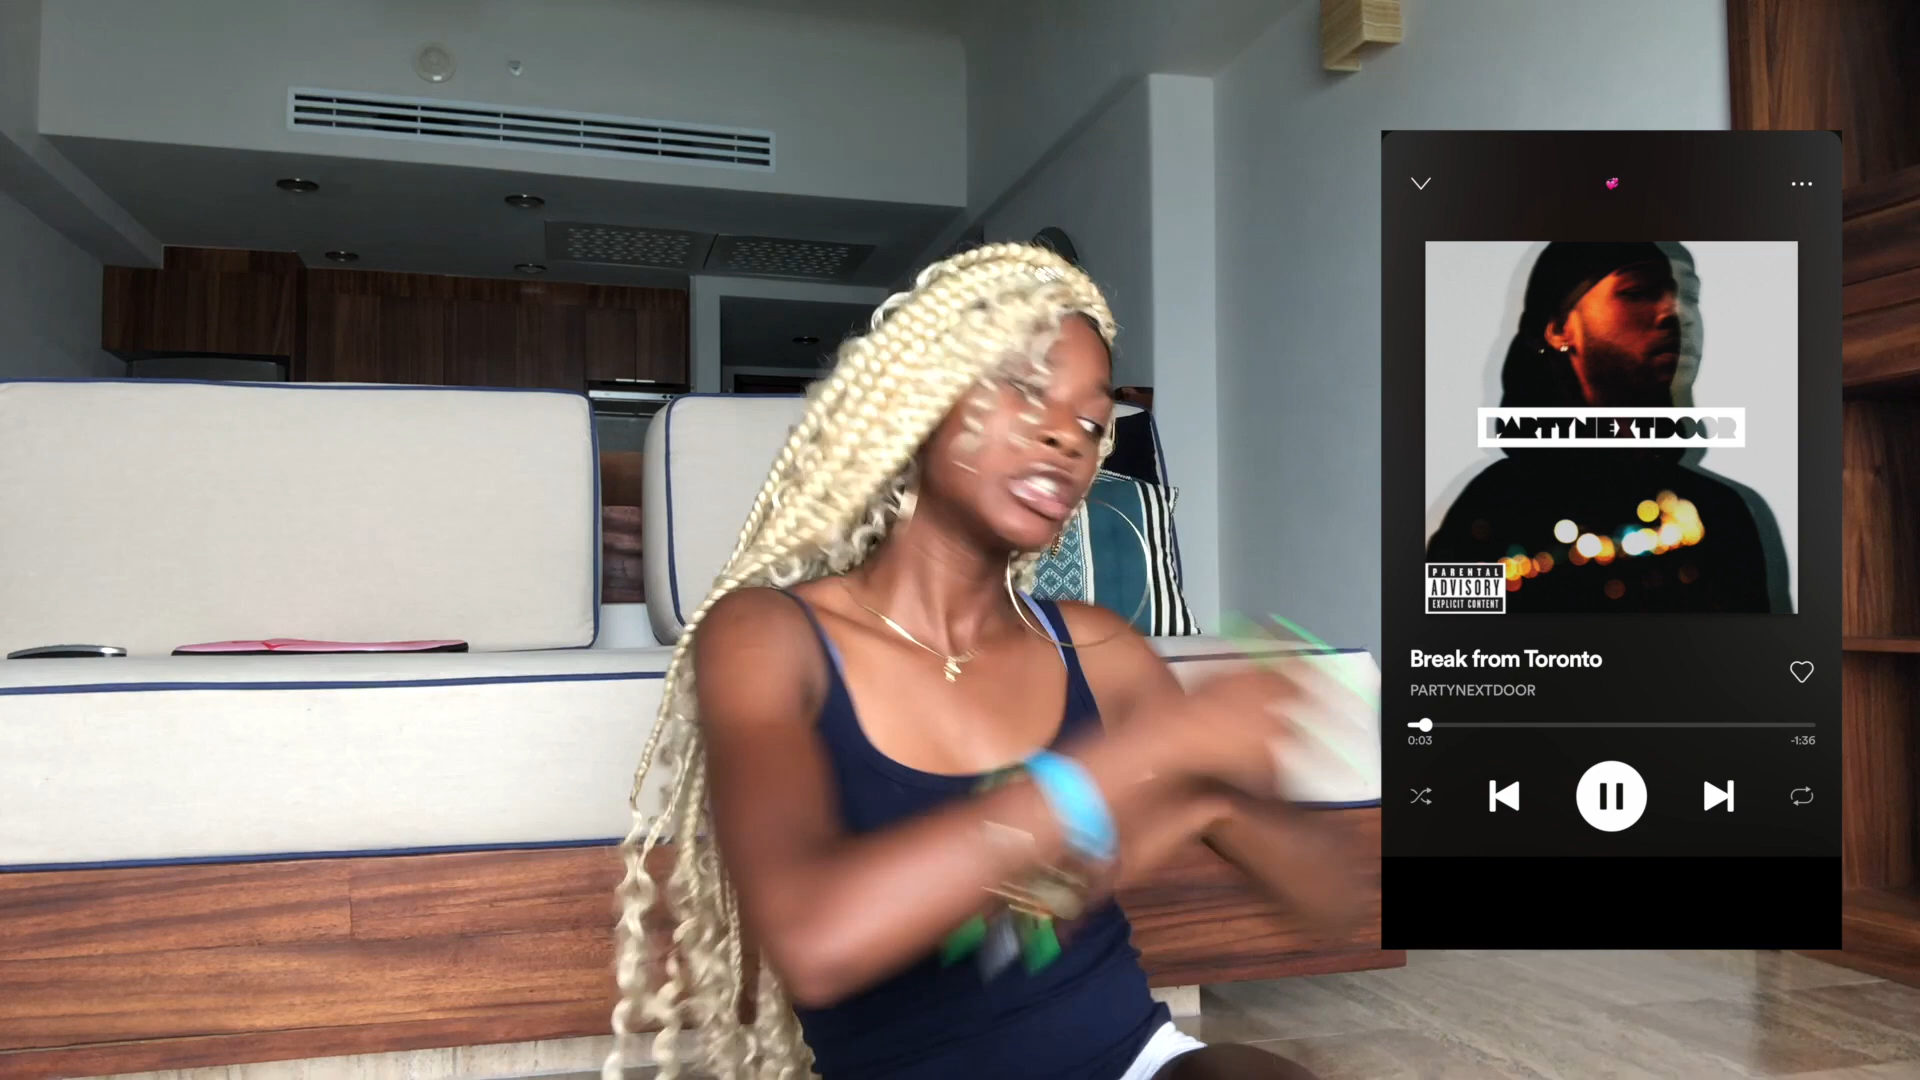 PARTYNEXTDOOR
PARENTAL
ADVISORY
EXPLICIT CONTENT
Break from Toronto
PARTYNEXTDOOR
0:03
-1:36